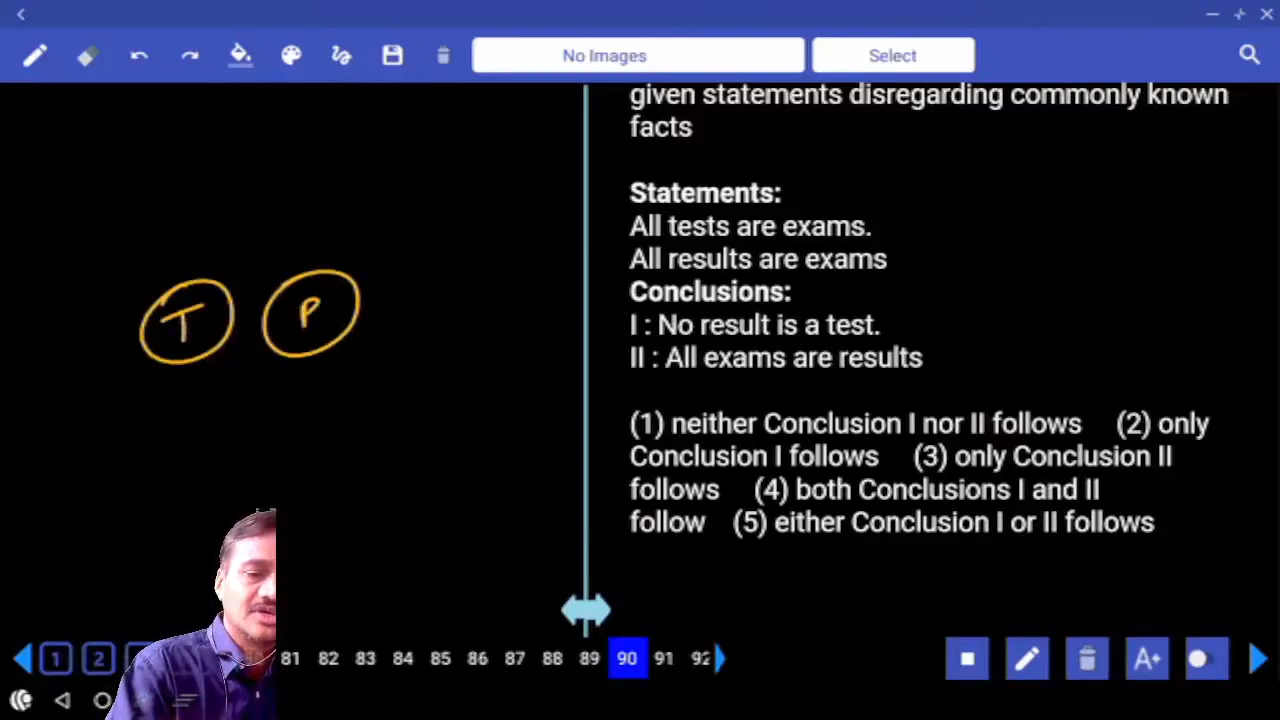 No Images
Select
given statements disregarding commonly known
facts
Statements:
All tests are exams.
All results are exams
Conclusions:
I : No result is a test.
II : All exams are results
(1) neither Conclusion I nor II follows (2) only
Conclusion I follows (3) only Conclusion II
follows (4) both Conclusions I and II
follow (5) either Conclusion I or II follows
T P
1 2 81 82 83 84 85 86 87 88 89 90 91 92
A+